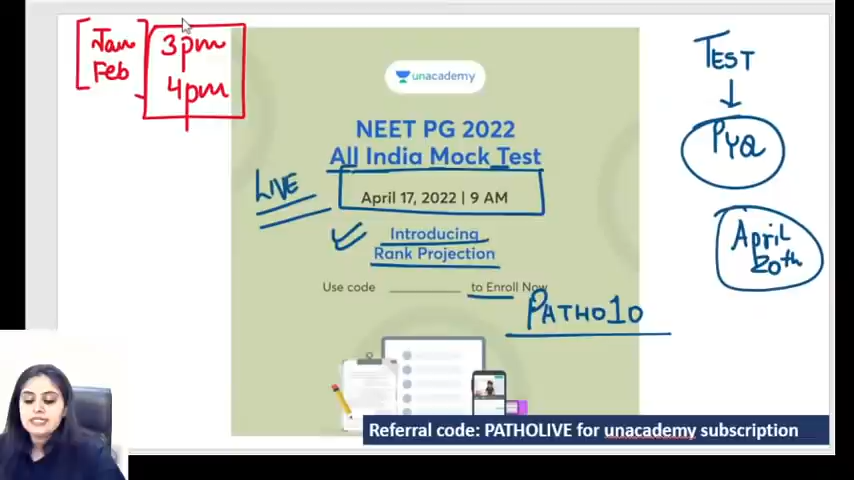 Jan
Feb
3pm
4pm
unacademy
NEET PG 2022
All India Mock Test
LIVE
April 17, 2022 | 9 AM
Introducing
Rank Projection
Use code __________ to Enroll Now
PATHO10
TEST
PYQ
April
20th
Referral code: PATHOLIVE for unacademy subscription